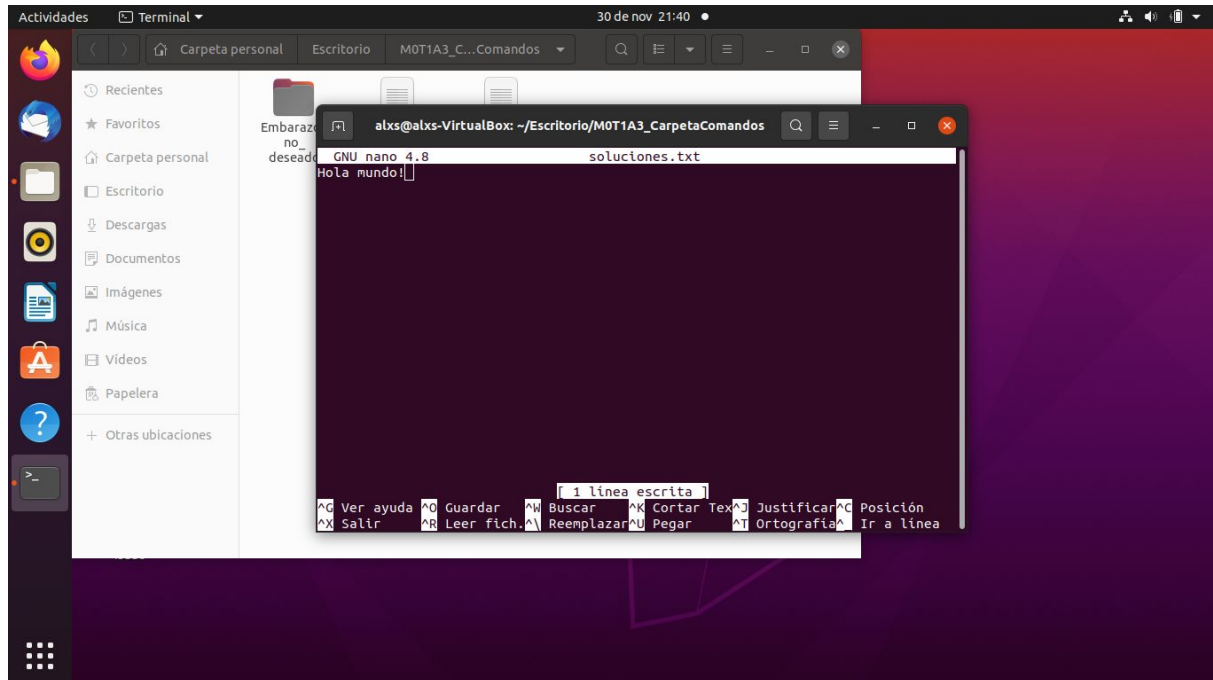 Actividades Terminal 30 de nov 21:40
Carpeta personal Escritorio M0T1A3_C...Comandos
Recientes
Favoritos
Carpeta personal
Escritorio
Descargas
Documentos
Imágenes
Música
Vídeos
Papelera
+ Otras ubicaciones
no_
alxs@alxs-VirtualBox: ~/Escritorio/M0T1A3_CarpetaComandos
GNU nano 4.8 soluciones.txt
Hola mundo!
[ 1 línea escrita ]
^G Ver ayuda ^O Guardar ^W Buscar ^K Cortar Tex^J Justificar^C Posición
^X Salir ^R Leer fich.^\ Reemplazar^U Pegar ^T Ortografía^_ Ir a línea